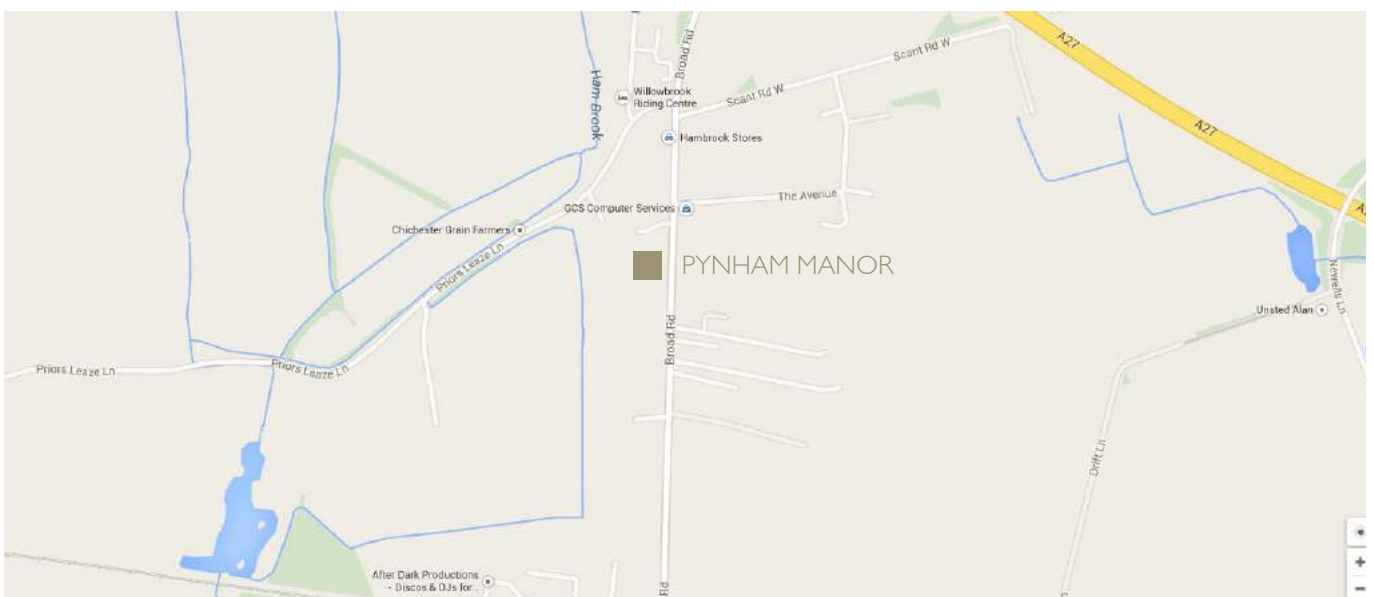 A27
Broad Rd
Scant Rd W
Ham Brook
Willowbrook
Riding Centre
Scant Rd W
A27
Hambrook Stores
The Avenue
GCS Computer Services
Chichester Grain Farmers
Priors Leaze Ln
PYNHAM MANOR
Newells Ln
Unsted Alan
Broad Rd
Priors Leaze Ln
Priors Leaze Ln
Drift Ln
After Dark Productions
- Discos & DJs for..
Rd